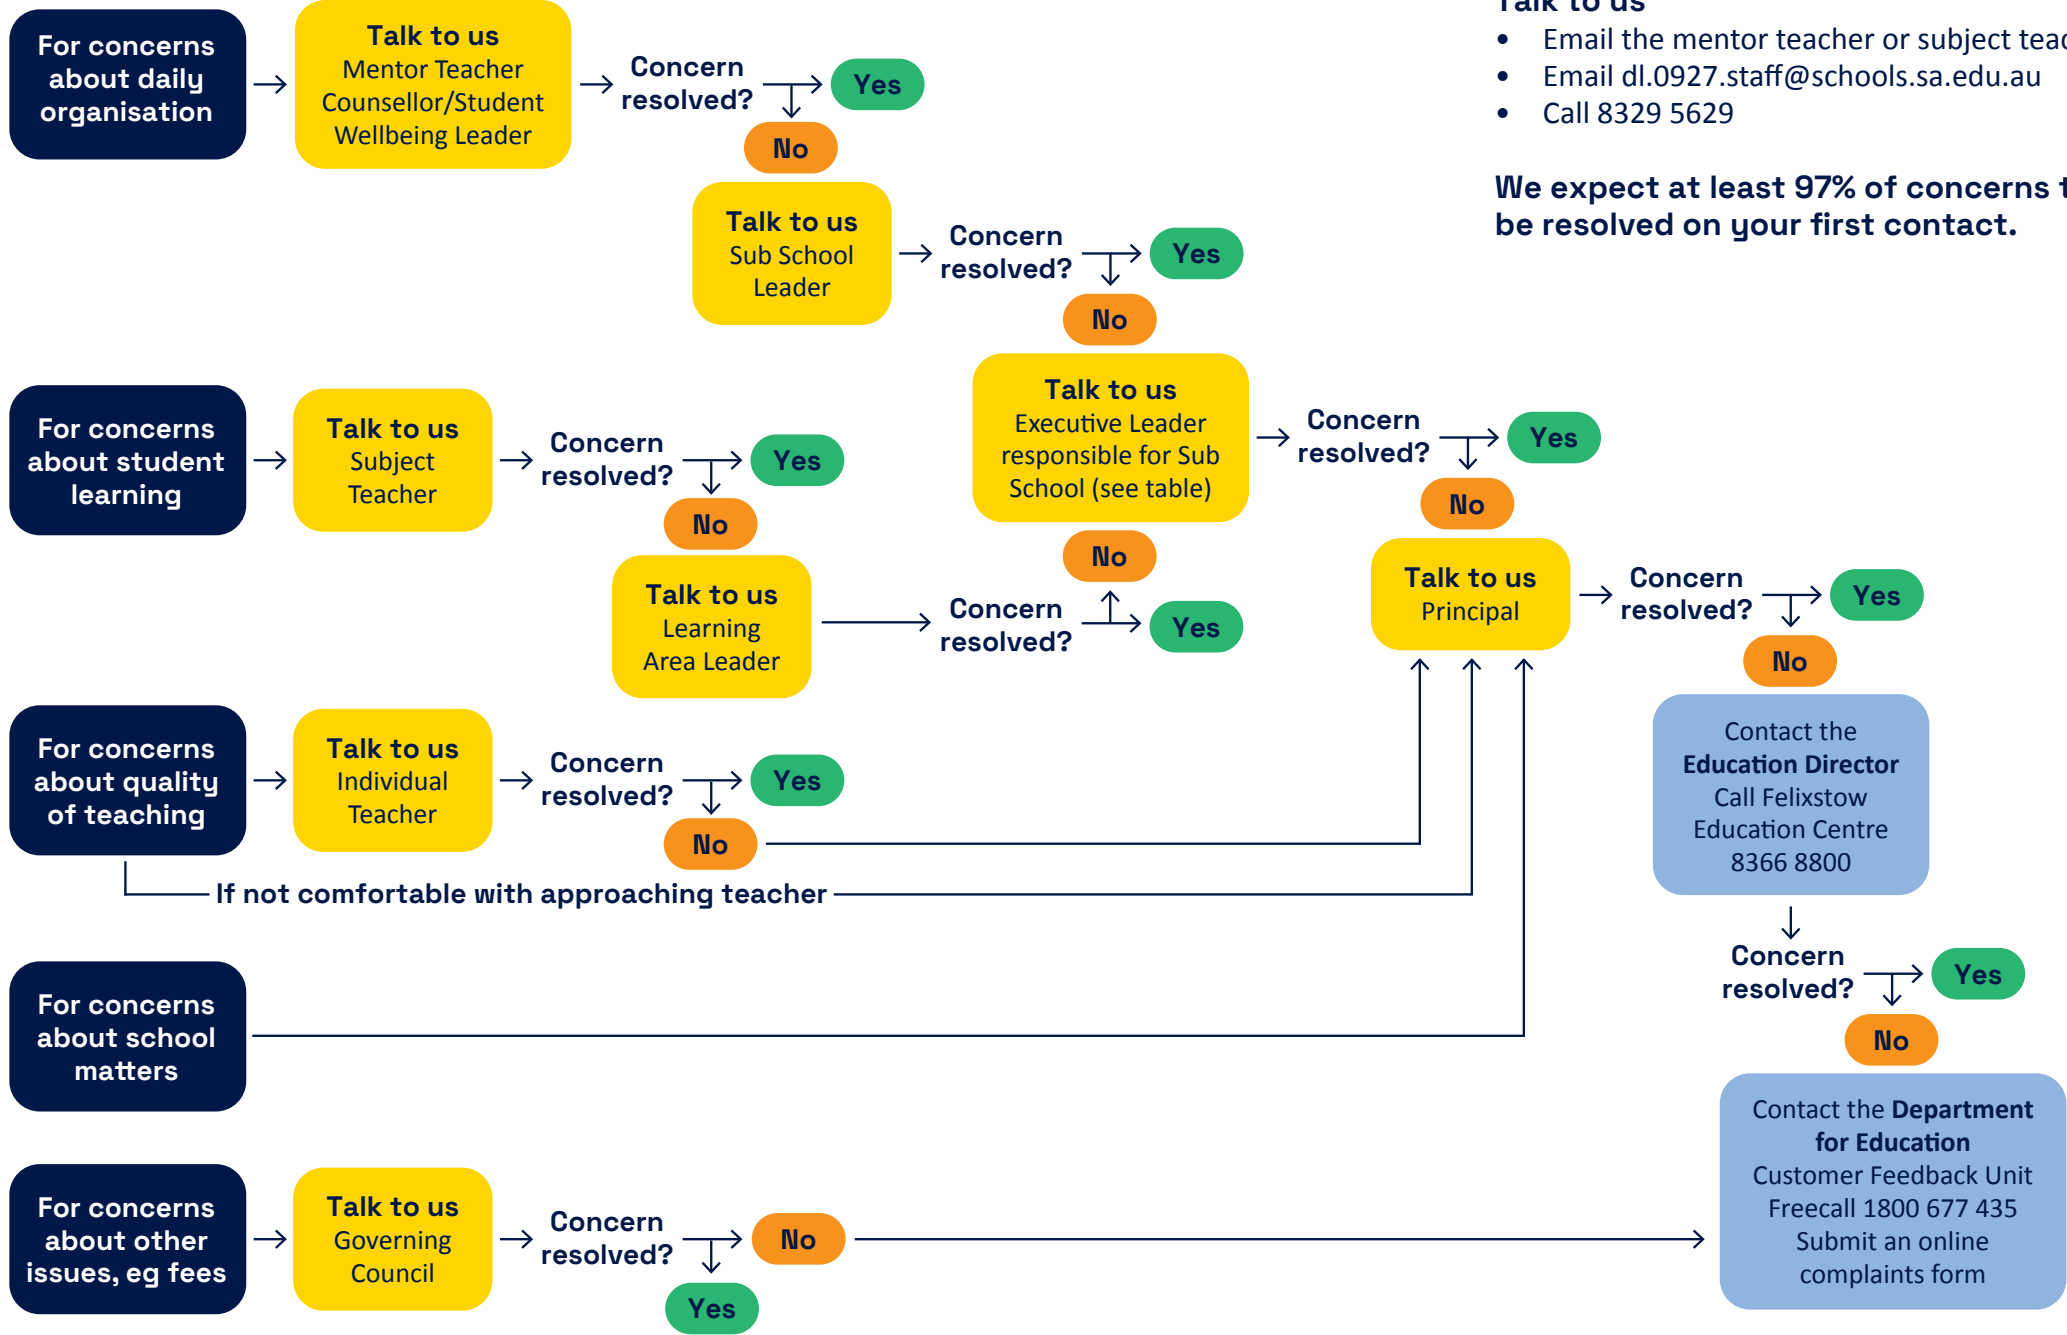 For concerns
about daily
organisation
Talk to us
Mentor Teacher
Counsellor/Student
Wellbeing Leader
Concern
resolved?
Yes
No
Talk to us
Sub School
Leader
Concern
resolved?
Yes
No
Talk to us
• Email the mentor teacher or subject
• Email dl.0927.staff@schools.sa.edu.au
• Call 8329 5629
We expect at least 97% of concerns
be resolved on your first contact.
For concerns
about student
learning
Talk to us
Subject
Teacher
Concern
resolved?
Yes
No
Talk to us
Learning
Area Leader
Concern
resolved?
Yes
No
Talk to us
Executive Leader
responsible for Sub
School (see table)
Concern
resolved?
Yes
No
Talk to us
Principal
Concern
resolved?
Yes
No
For concerns
about quality
of teaching
Talk to us
Individual
Teacher
Concern
resolved?
Yes
No
If not comfortable with approaching teacher
Contact the
Education Director
Call Felixstow
Education Centre
8366 8800
Concern
resolved?
Yes
No
For concerns
about school
matters
For concerns
about other
issues, eg fees
Talk to us
Governing
Council
Concern
resolved?
No
Yes
Contact the Department
for Education
Customer Feedback Unit
Freecall 1800 677 435
Submit an online
complaints form